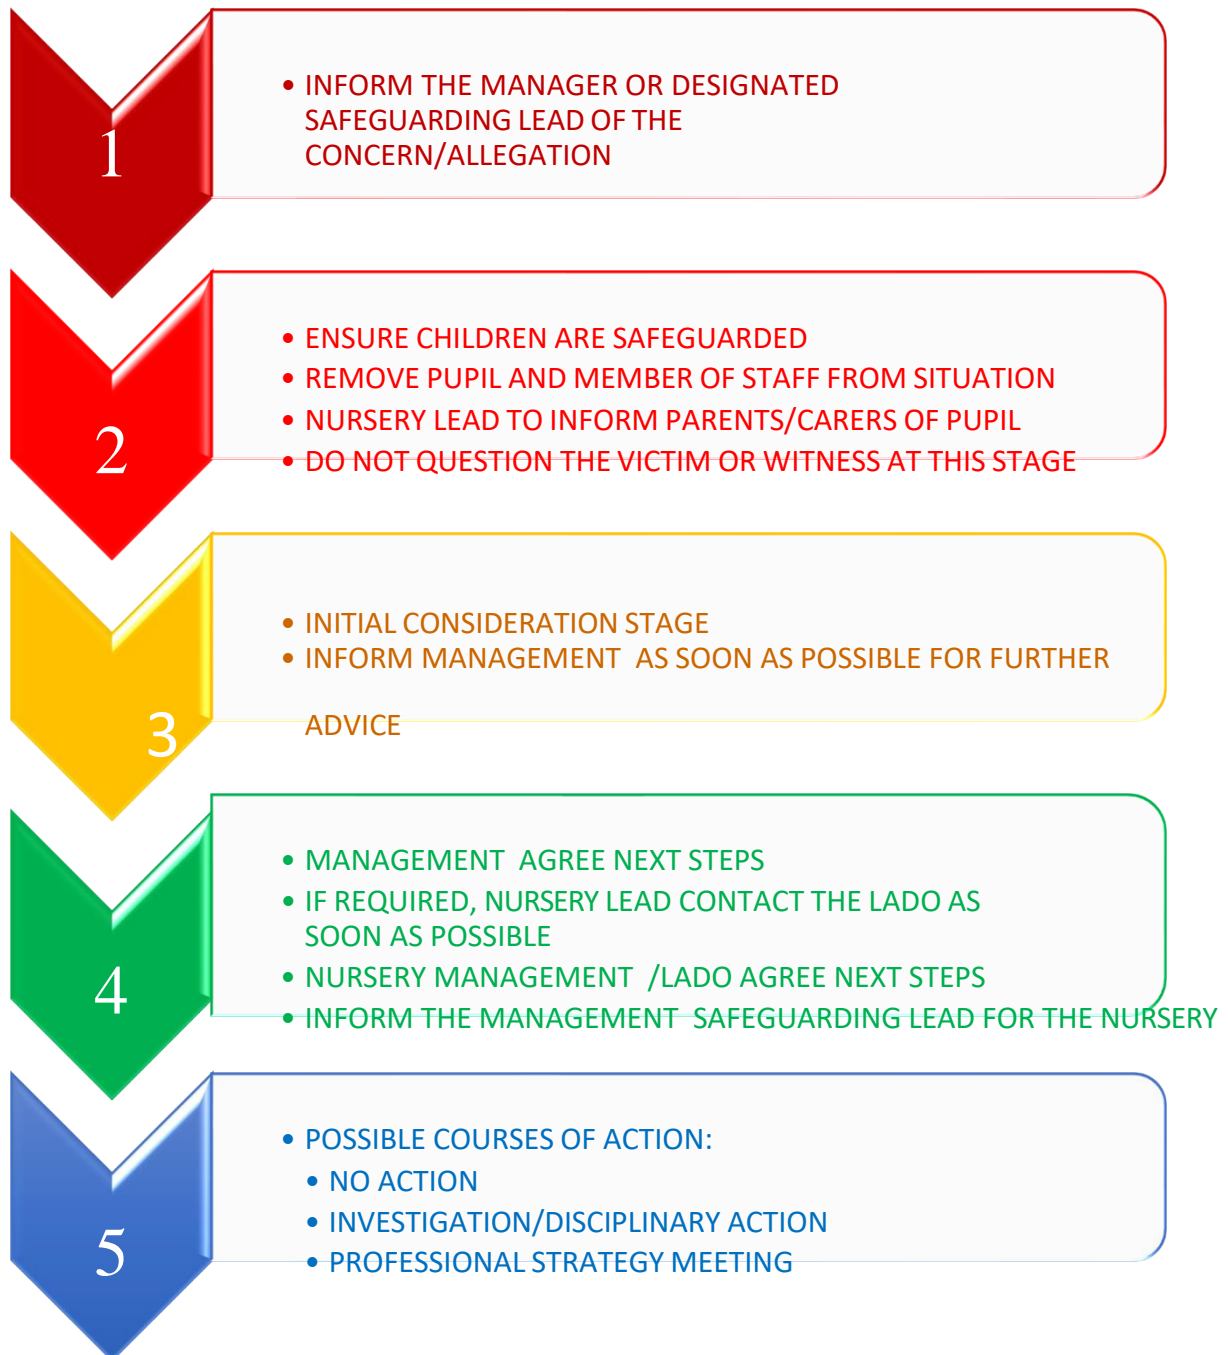 1
• INFORM THE MANAGER OR DESIGNATED
SAFEGUARDING LEAD OF THE
CONCERN/ALLEGATION
2
• ENSURE CHILDREN ARE SAFEGUARDED
• REMOVE PUPIL AND MEMBER OF STAFF FROM SITUATION
• NURSERY LEAD TO INFORM PARENTS/CARERS OF PUPIL
• DO NOT QUESTION THE VICTIM OR WITNESS AT THIS STAGE
3
• INITIAL CONSIDERATION STAGE
• INFORM MANAGEMENT AS SOON AS POSSIBLE FOR FURTHER
ADVICE
4
• MANAGEMENT AGREE NEXT STEPS
• IF REQUIRED, NURSERY LEAD CONTACT THE LADO AS
SOON AS POSSIBLE
• NURSERY MANAGEMENT /LADO AGREE NEXT STEPS
• INFORM THE MANAGEMENT SAFEGUARDING LEAD FOR THE NURSERY
5
• POSSIBLE COURSES OF ACTION:
• NO ACTION
• INVESTIGATION/DISCIPLINARY ACTION
• PROFESSIONAL STRATEGY MEETING